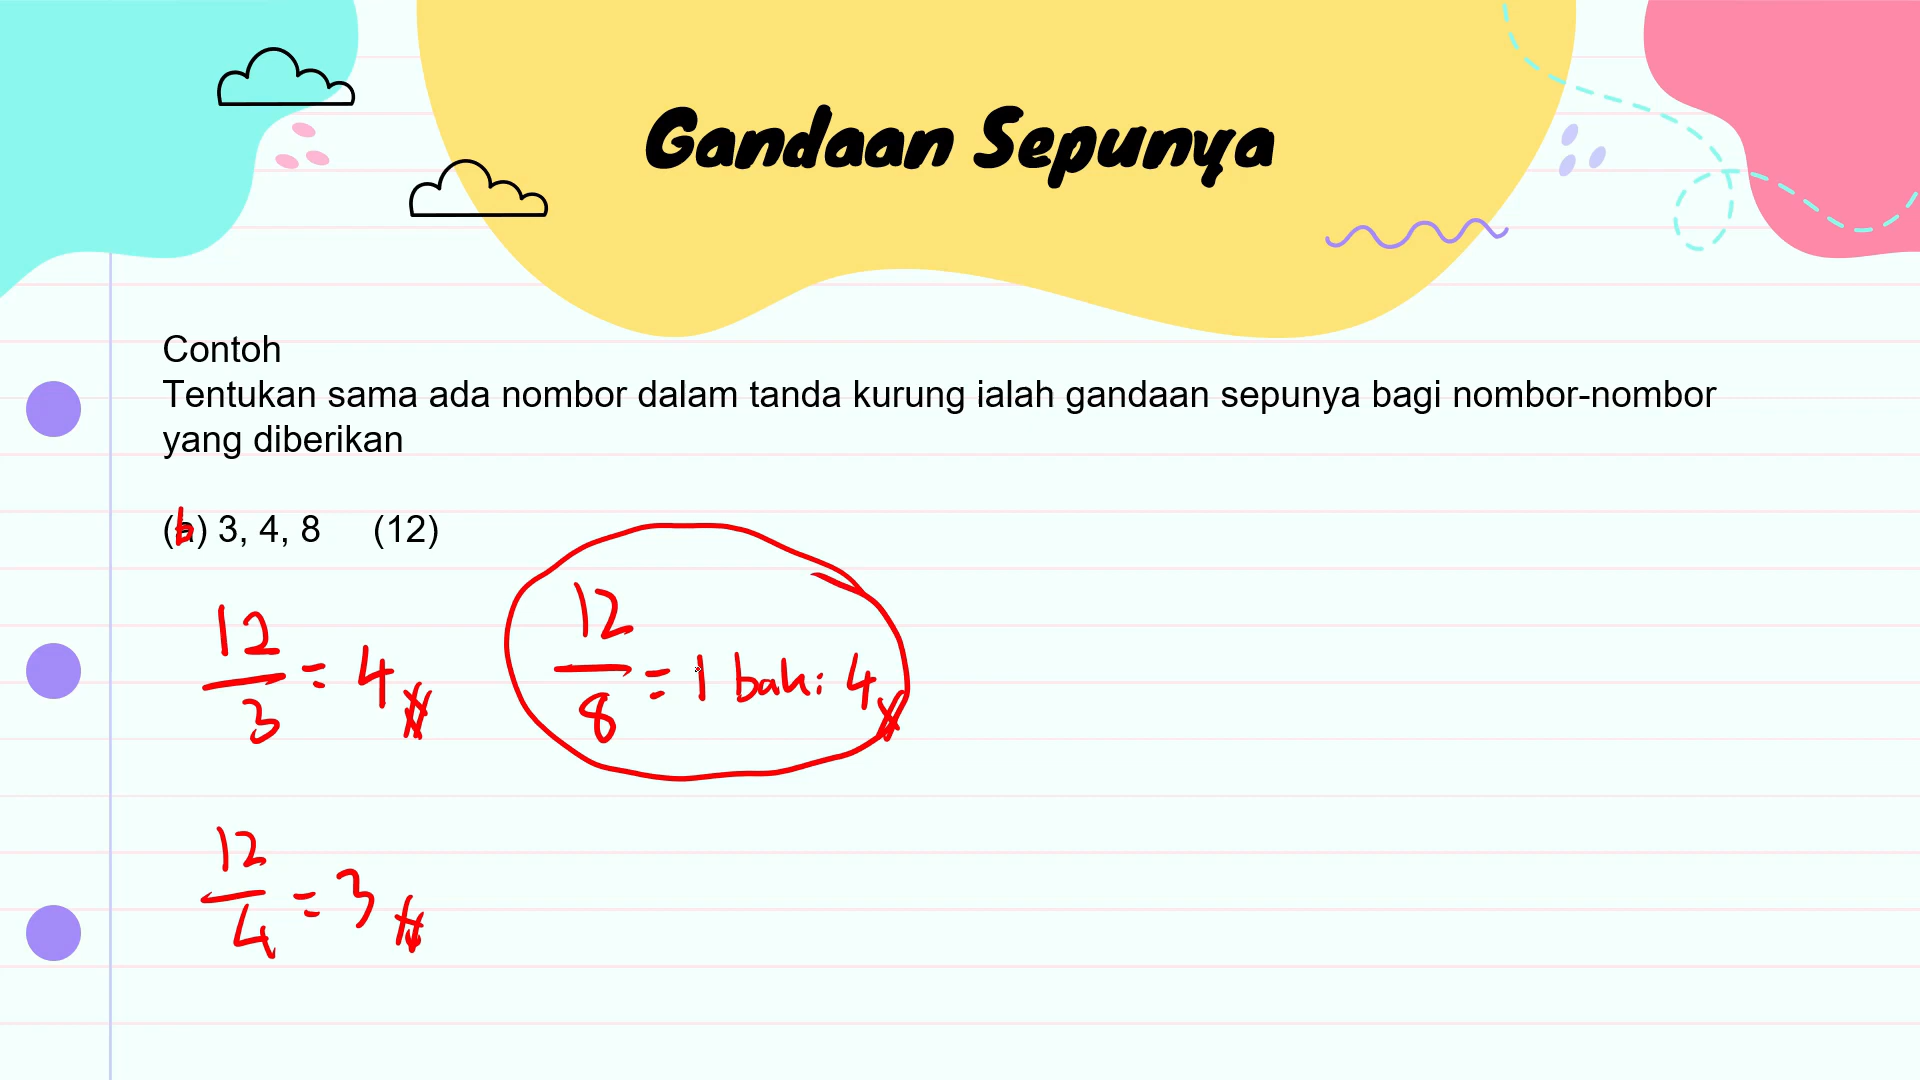 Gandaan Sepunya
Contoh
Tentukan sama ada nombor dalam tanda kurung ialah gandaan sepunya bagi nombor-nombor
yang diberikan
(b) 3, 4, 8 (12)
12/3 = 4
12/8 = 1 baki 4
12/4 = 3